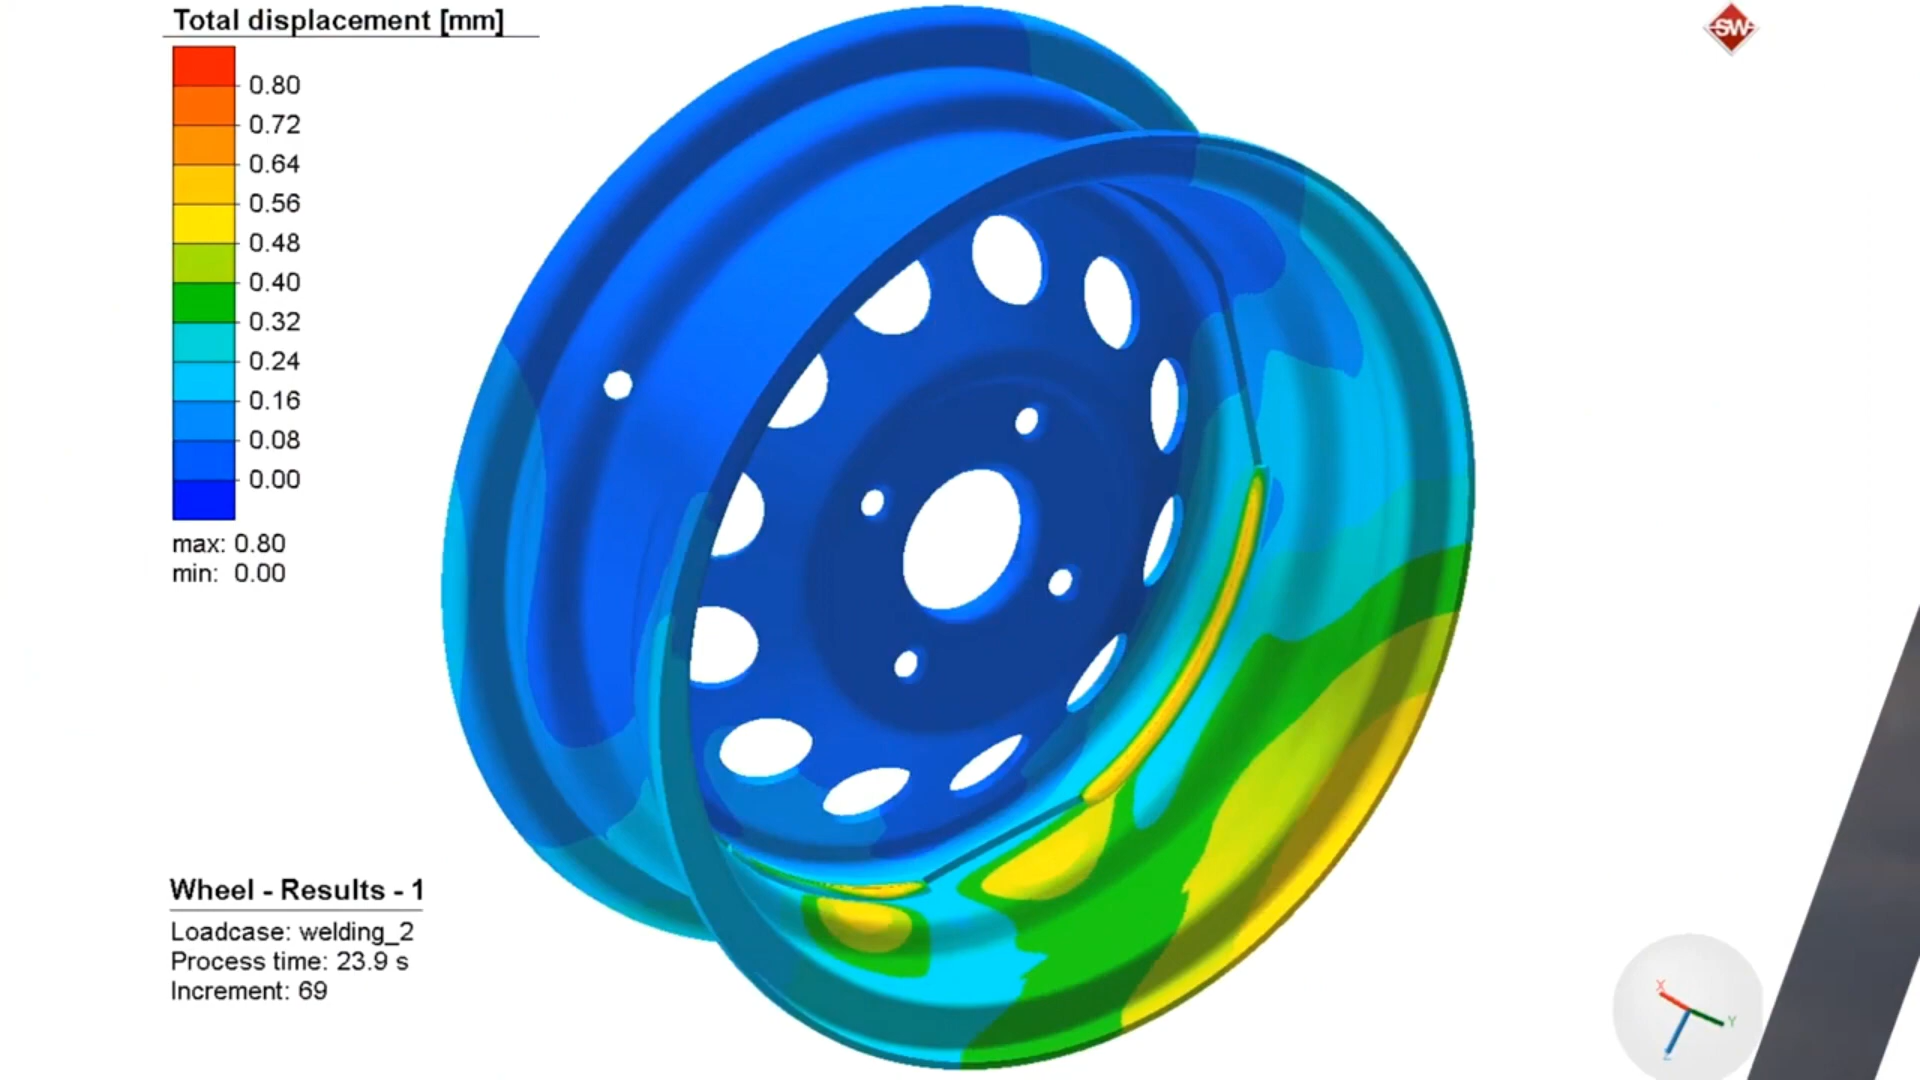 Total displacement [mm]
0.80
0.72
0.64
0.56
0.48
0.40
0.32
0.24
0.16
0.08
0.00
max: 0.80
min: 0.00
SW
Wheel - Results - 1
Loadcase: welding_2
Process time: 23.9 s
Increment: 69
X
Y
Z